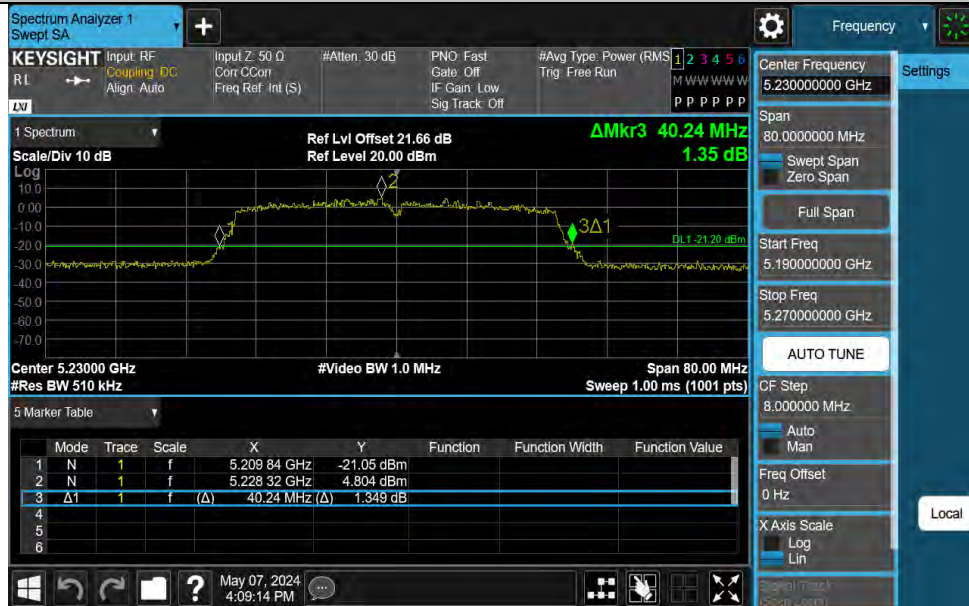 Spectrum Analyzer 1
Swept SA
+
Frequency
KEYSIGHT
R L
LXI
Input: RF
Coupling: DC
Align: Auto
Input Z: 50 Ω
Corr CCorr
Freq Ref: Int (S)
#Atten: 30 dB
PNO: Fast
Gate: Off
IF Gain: Low
Sig Track: Off
#Avg Type: Power (RMS
Trig: Free Run
1 2 3 4 5 6
M W W W W W
P P P P P P
1 Spectrum
Scale/Div 10 dB
Ref Lvl Offset 21.66 dB
Ref Level 20.00 dBm
ΔMkr3 40.24 MHz
1.35 dB
Log
10.0
0.00
-10.0
-20.0
-30.0
-40.0
-50.0
-60.0
-70.0
2
1
3Δ1
DL1 -21.20 dBm
Center 5.23000 GHz
#Res BW 510 kHz
#Video BW 1.0 MHz
Span 80.00 MHz
Sweep 1.00 ms (1001 pts)
5 Marker Table
Mode Trace Scale X Y Function Function Width Function Value
1 N 1 f 5.209 84 GHz -21.05 dBm
2 N 1 f 5.228 32 GHz 4.804 dBm
3 Δ1 1 f (Δ) 40.24 MHz (Δ) 1.349 dB
4
5
6
May 07, 2024
4:09:14 PM
?
Center Frequency
5.230000000 GHz
Span
80.0000000 MHz
Swept Span
Zero Span
Full Span
Start Freq
5.190000000 GHz
Stop Freq
5.270000000 GHz
AUTO TUNE
CF Step
8.000000 MHz
Auto
Man
Freq Offset
0 Hz
X Axis Scale
Log
Lin
Signal Track
(Span Zoom)
Settings
Local